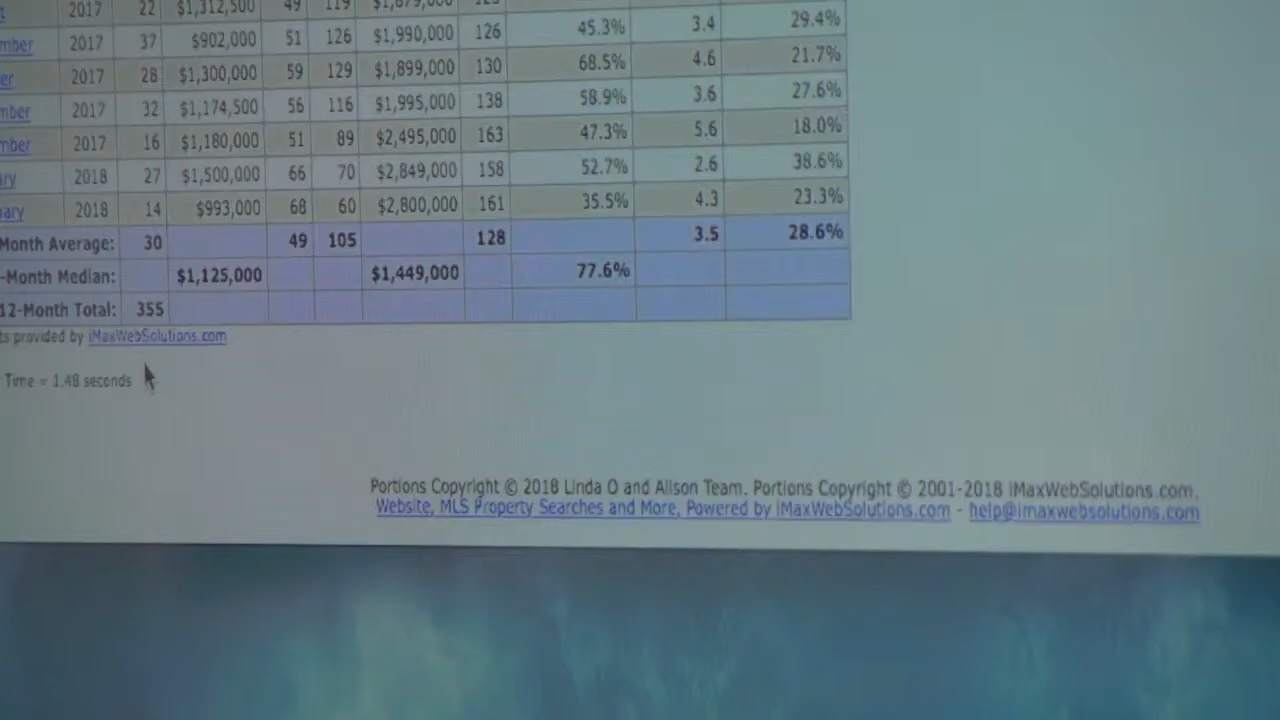 2017 22 $1,312,500 49 119
mber 2017 37 $902,000 51 126 $1,990,000 126 45.3% 3.4 29.4%
er 2017 28 $1,300,000 59 129 $1,899,000 130 68.5% 4.6 21.7%
mber 2017 32 $1,174,500 56 116 $1,995,000 138 58.9% 3.6 27.6%
mber 2017 16 $1,180,000 51 89 $2,495,000 163 47.3% 5.6 18.0%
ry 2018 27 $1,500,000 66 70 $2,849,000 158 52.7% 2.6 38.6%
ary 2018 14 $993,000 68 60 $2,800,000 161 35.5% 4.3 23.3%
Month Average: 30 49 105 128 3.5 28.6%
-Month Median: $1,125,000 $1,449,000 77.6%
12-Month Total: 355
ts provided by iMaxWebSolutions.com
Time = 1.48 seconds
Portions Copyright © 2018 Linda O and Alison Team. Portions Copyright © 2001-2018 iMaxWebSolutions.com.
Website, MLS Property Searches and More, Powered by iMaxWebSolutions.com - help@imaxwebsolutions.com